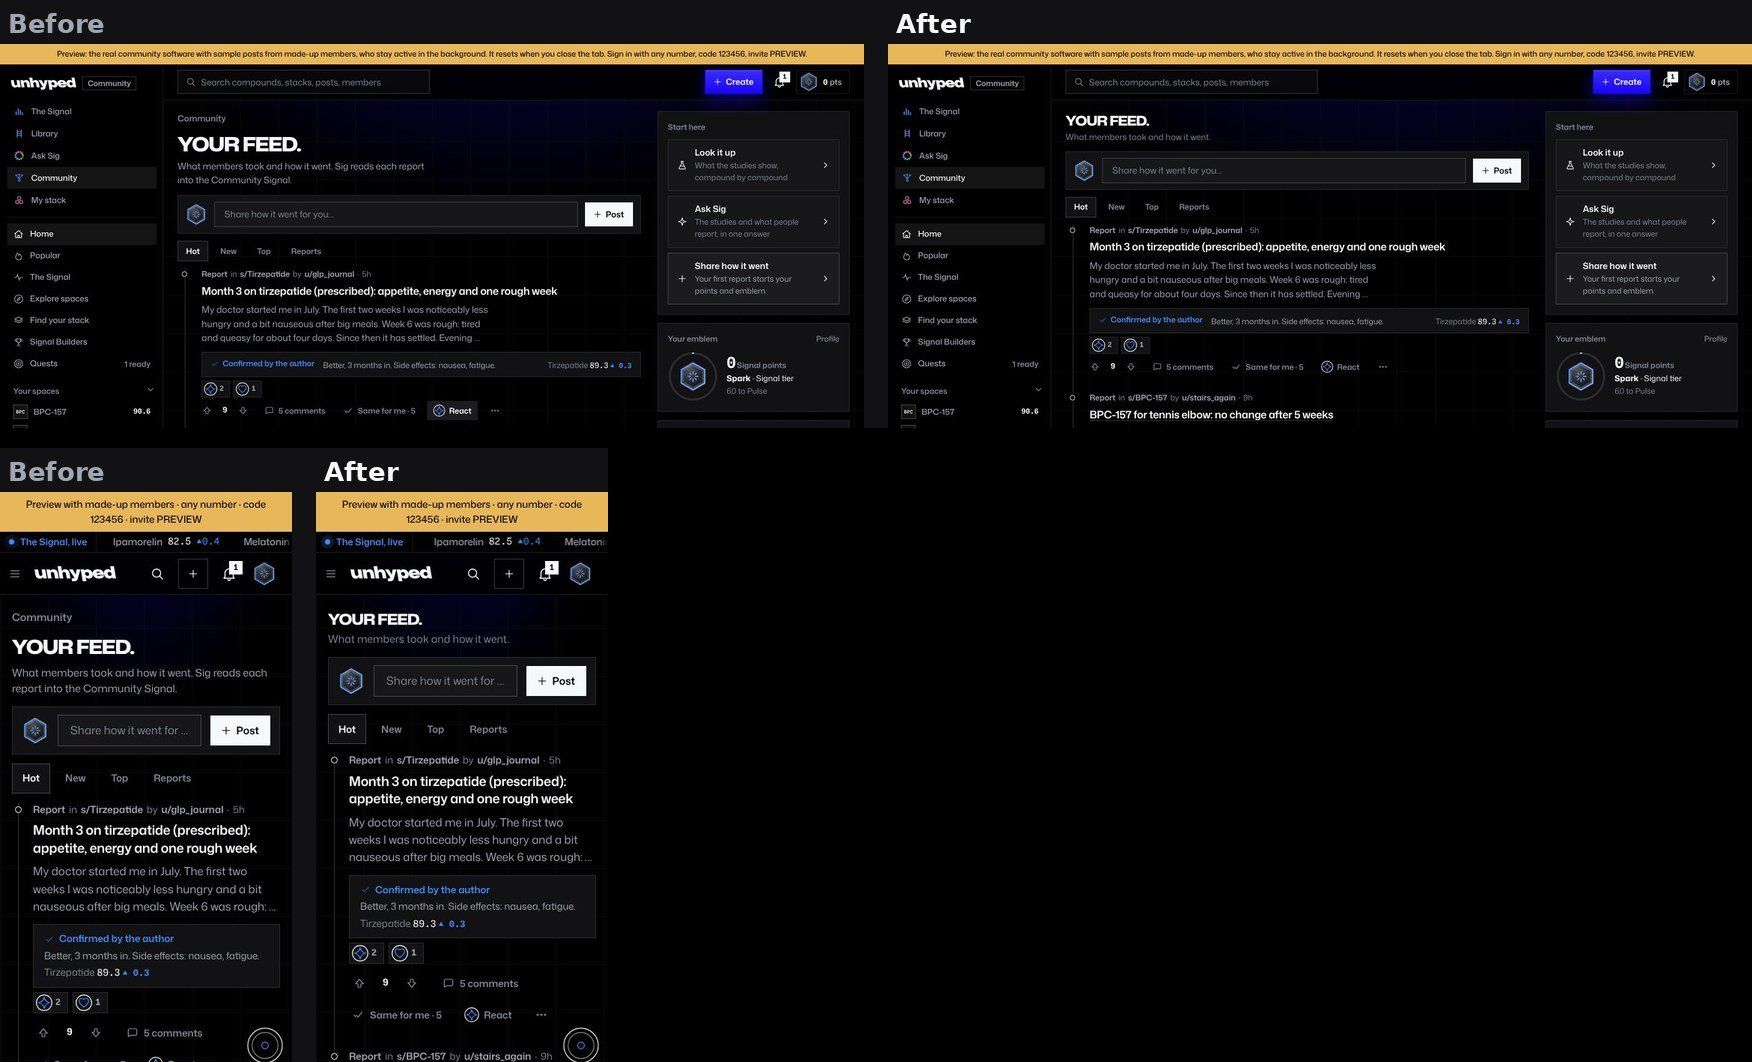 Before
Preview: the real community software with sample posts from made-up members, who stay active in the background. It resets when you close the tab. Sign in with any number, code 123456, invite PREVIEW.
unhyped Community
Search compounds, stacks, posts, members
+ Create
1
0 pts
The Signal
Library
Ask Sig
Community
My stack
Home
Popular
The Signal
Explore spaces
Find your stack
Signal Builders
Quests 1 ready
Your spaces
BPC BPC-157 90.6
Community
YOUR FEED.
What members took and how it went. Sig reads each report
into the Community Signal.
Share how it went for you...
+ Post
Hot New Top Reports
Report in s/Tirzepatide by u/glp_journal · 5h
Month 3 on tirzepatide (prescribed): appetite, energy and one rough week
My doctor started me in July. The first two weeks I was noticeably less
hungry and a bit nauseous after big meals. Week 6 was rough: tired
and queasy for about four days. Since then it has settled. Evening ...
Confirmed by the author Better, 3 months in. Side effects: nausea, fatigue. Tirzepatide 89.3 ▲ 0.3
2 1
9 5 comments Same for me · 5 React ···
Start here
Look it up
What the studies show,
compound by compound
Ask Sig
The studies and what people
report, in one answer
Share how it went
Your first report starts your
points and emblem
Your emblem Profile
0 Signal points
Spark · Signal tier
60 to Pulse
After
Preview: the real community software with sample posts from made-up members, who stay active in the background. It resets when you close the tab. Sign in with any number, code 123456, invite PREVIEW.
unhyped Community
Search compounds, stacks, posts, members
+ Create
1
0 pts
The Signal
Library
Ask Sig
Community
My stack
Home
Popular
The Signal
Explore spaces
Find your stack
Signal Builders
Quests 1 ready
Your spaces
BPC BPC-157 90.6
YOUR FEED.
What members took and how it went.
Share how it went for you...
+ Post
Hot New Top Reports
Report in s/Tirzepatide by u/glp_journal · 5h
Month 3 on tirzepatide (prescribed): appetite, energy and one rough week
My doctor started me in July. The first two weeks I was noticeably less
hungry and a bit nauseous after big meals. Week 6 was rough: tired
and queasy for about four days. Since then it has settled. Evening ...
Confirmed by the author Better, 3 months in. Side effects: nausea, fatigue. Tirzepatide 89.3 ▲ 0.3
2 1
9 5 comments Same for me · 5 React ···
Report in s/BPC-157 by u/stairs_again · 9h
BPC-157 for tennis elbow: no change after 5 weeks
Start here
Look it up
What the studies show,
compound by compound
Ask Sig
The studies and what people
report, in one answer
Share how it went
Your first report starts your
points and emblem
Your emblem Profile
0 Signal points
Spark · Signal tier
60 to Pulse
Before
Preview with made-up members · any number · code
123456 · invite PREVIEW
The Signal, live Ipamorelin 82.5 ▲0.4 Melatonin
unhyped + 1
Community
YOUR FEED.
What members took and how it went. Sig reads each
report into the Community Signal.
Share how it went for ... + Post
Hot New Top Reports
Report in s/Tirzepatide by u/glp_journal · 5h
Month 3 on tirzepatide (prescribed):
appetite, energy and one rough week
My doctor started me in July. The first two
weeks I was noticeably less hungry and a bit
nauseous after big meals. Week 6 was rough: ...
Confirmed by the author
Better, 3 months in. Side effects: nausea, fatigue.
Tirzepatide 89.3 ▲ 0.3
2 1
9 5 comments
After
Preview with made-up members · any number · code
123456 · invite PREVIEW
The Signal, live Ipamorelin 82.5 ▲0.4 Melaton
unhyped + 1
YOUR FEED.
What members took and how it went.
Share how it went for ... + Post
Hot New Top Reports
Report in s/Tirzepatide by u/glp_journal · 5h
Month 3 on tirzepatide (prescribed):
appetite, energy and one rough week
My doctor started me in July. The first two
weeks I was noticeably less hungry and a bit
nauseous after big meals. Week 6 was rough: ...
Confirmed by the author
Better, 3 months in. Side effects: nausea, fatigue.
Tirzepatide 89.3 ▲ 0.3
2 1
9 5 comments
Same for me · 5 React ···
Report in s/BPC-157 by u/stairs_again · 9h